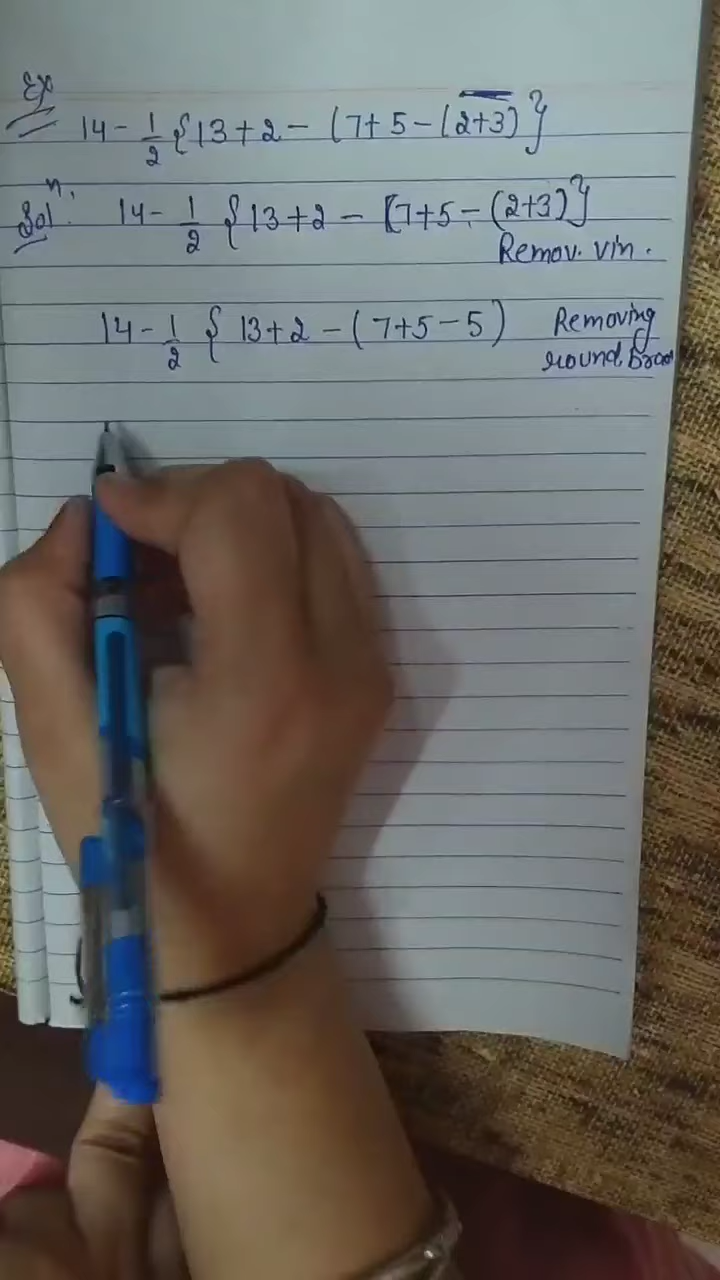 Ex
14 - 1/2 {13 + 2 - (7 + 5 - (2+3)}
Solⁿ: 14 - 1/2 {13 + 2 - [7 + 5 - (2+3)}
Remov. vin.
14 - 1/2 { 13 + 2 - (7 + 5 - 5) Removing
round Brac